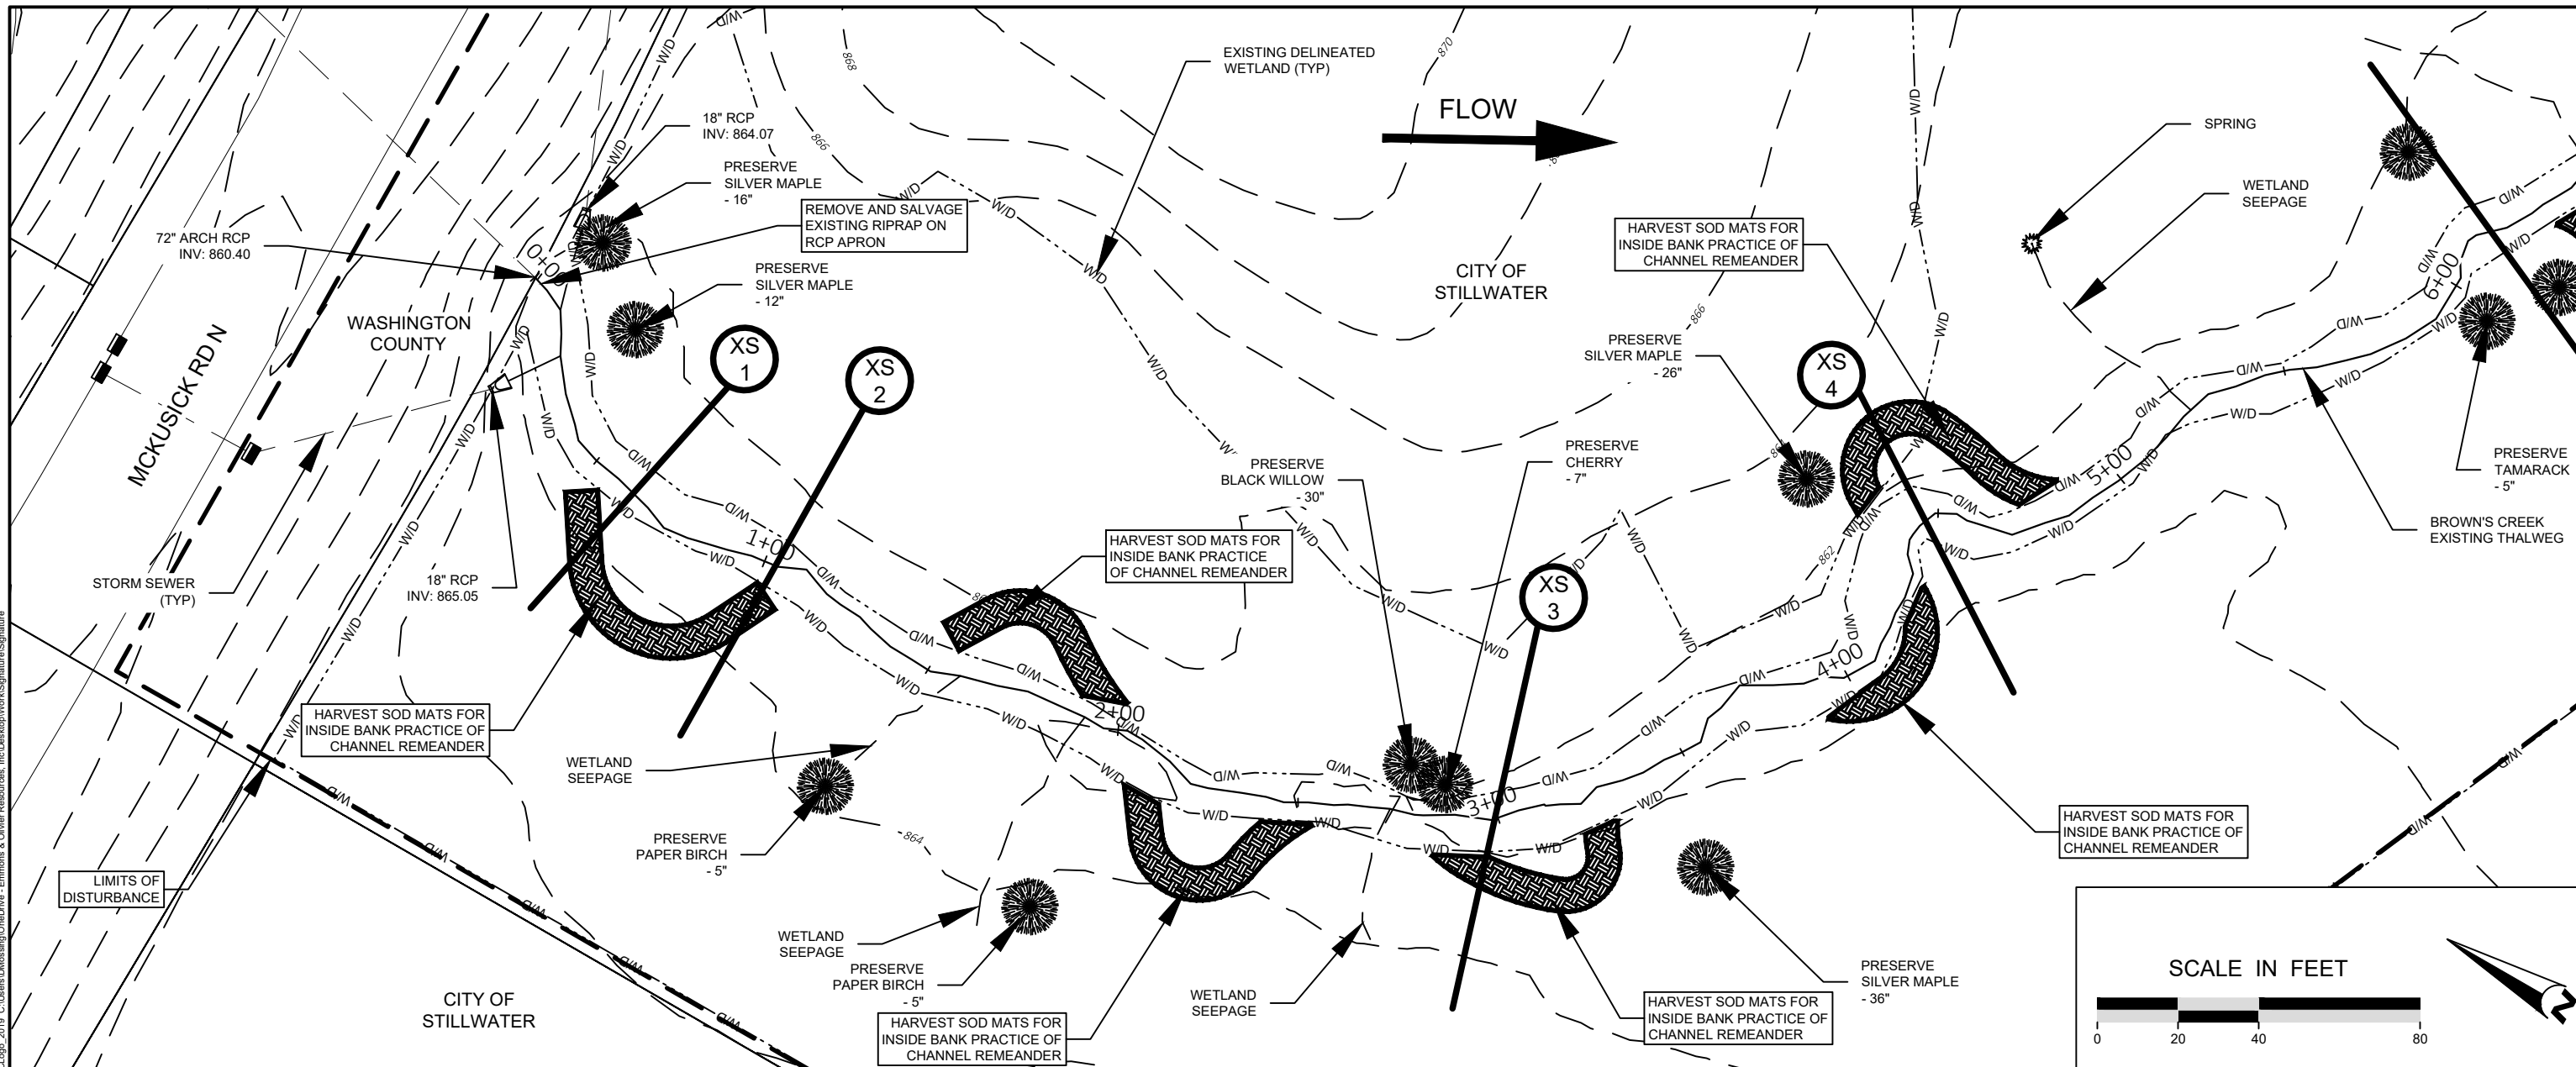 EXISTING DELINEATED
WETLAND (TYP)
FLOW
SPRING
WETLAND
SEEPAGE
18" RCP
INV: 864.07
PRESERVE
SILVER MAPLE
- 16"
REMOVE AND SALVAGE
EXISTING RIPRAP ON
RCP APRON
72" ARCH RCP
INV: 860.40
0+00
PRESERVE
SILVER MAPLE
- 12"
WASHINGTON
COUNTY
MCKUSICK RD N
XS
1
XS
2
HARVEST SOD MATS FOR
INSIDE BANK PRACTICE OF
CHANNEL REMEANDER
CITY OF
STILLWATER
PRESERVE
SILVER MAPLE
- 26"
XS
4
PRESERVE
CHERRY
- 7"
PRESERVE
BLACK WILLOW
- 30"
6+00
5+00
PRESERVE
TAMARACK
- 5"
BROWN'S CREEK
EXISTING THALWEG
1+00
HARVEST SOD MATS FOR
INSIDE BANK PRACTICE
OF CHANNEL REMEANDER
STORM SEWER
(TYP)
18" RCP
INV: 865.05
XS
3
4+00
2+00
3+00
HARVEST SOD MATS FOR
INSIDE BANK PRACTICE OF
CHANNEL REMEANDER
WETLAND
SEEPAGE
PRESERVE
PAPER BIRCH
- 5"
LIMITS OF
DISTURBANCE
WETLAND
SEEPAGE
PRESERVE
PAPER BIRCH
- 5"
HARVEST SOD MATS FOR
INSIDE BANK PRACTICE OF
CHANNEL REMEANDER
WETLAND
SEEPAGE
HARVEST SOD MATS FOR
INSIDE BANK PRACTICE OF
CHANNEL REMEANDER
PRESERVE
SILVER MAPLE
- 36"
HARVEST SOD MATS FOR
INSIDE BANK PRACTICE OF
CHANNEL REMEANDER
CITY OF
STILLWATER
SCALE IN FEET
0 20 40 80
868
866
870
866
862
864
W/D